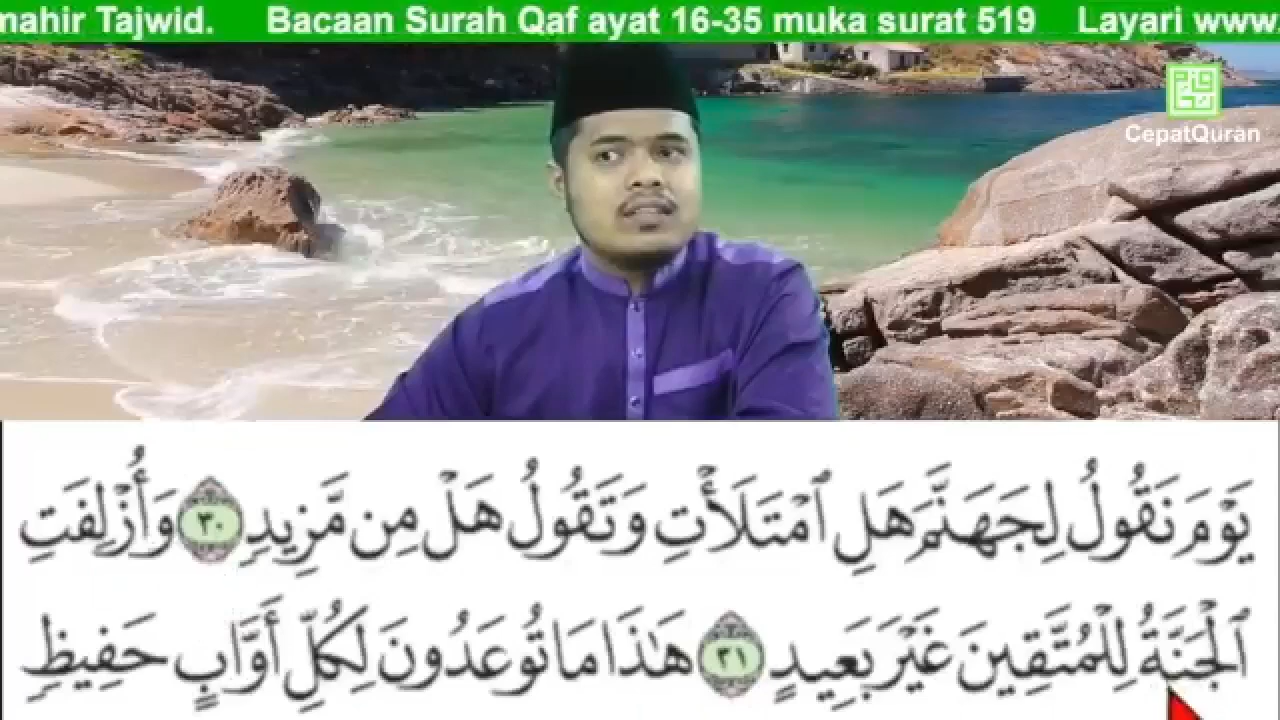 mahir Tajwid. Bacaan Surah Qaf ayat 16-35 muka surat 519 Layari www.
CepatQuran
يَوْمَ نَقُولُ لِجَهَنَّمَ هَلِ ٱمْتَلَأْتِ وَتَقُولُ هَلْ مِن مَّزِيدٍ ٣٠ وَأُزْلِفَتِ
ٱلْجَنَّةُ لِلْمُتَّقِينَ غَيْرَ بَعِيدٍ ٣١ هَـٰذَا مَا تُوعَدُونَ لِكُلِّ أَوَّابٍ حَفِيظٍ